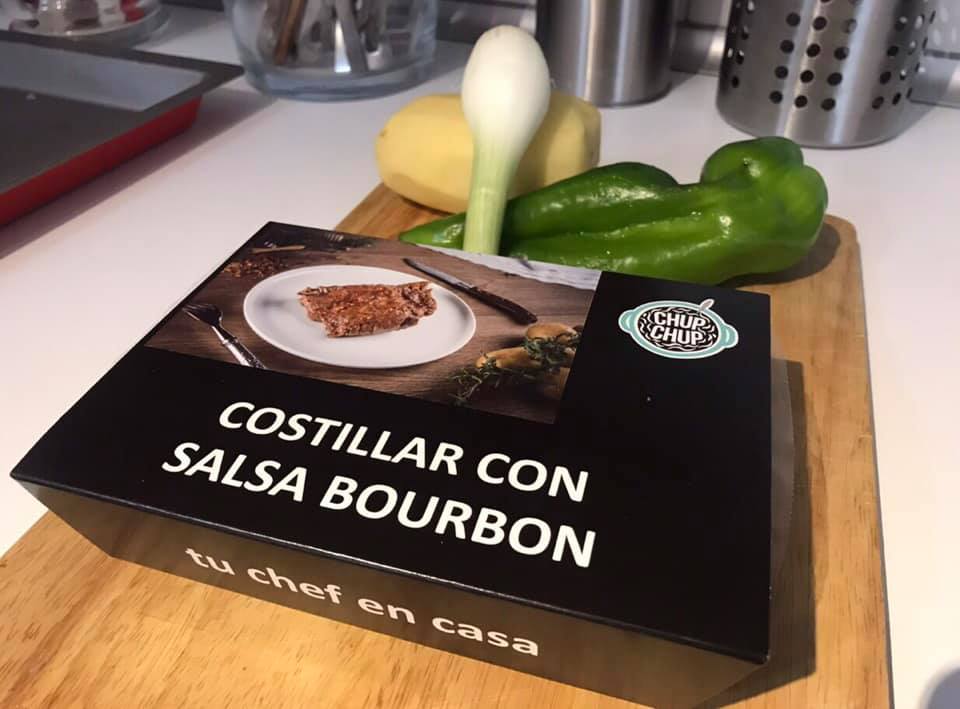 CHUP
CHUP
COSTILLAR CON
SALSA BOURBON
tu chef en casa